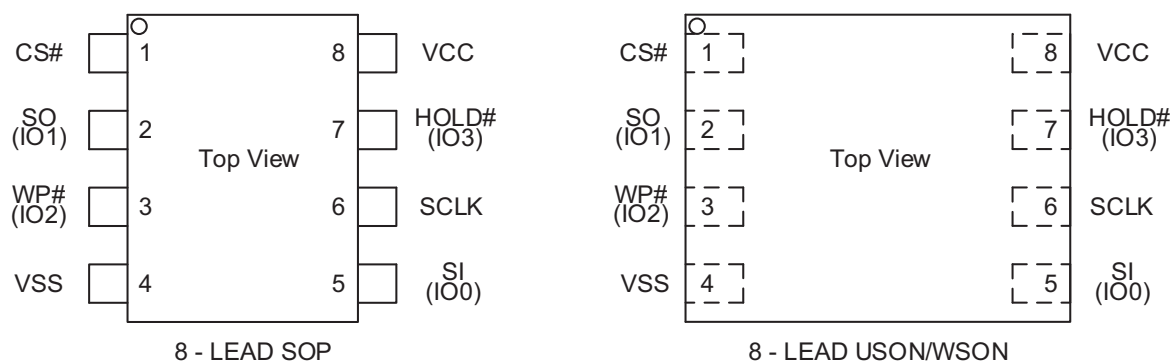 CS# 1 8 VCC
SO (IO1) 2 7 HOLD# (IO3)
Top View
WP# (IO2) 3 6 SCLK
VSS 4 5 SI (IO0)
8 - LEAD SOP
CS# 1 8 VCC
SO (IO1) 2 7 HOLD# (IO3)
Top View
WP# (IO2) 3 6 SCLK
VSS 4 5 SI (IO0)
8 - LEAD USON/WSON